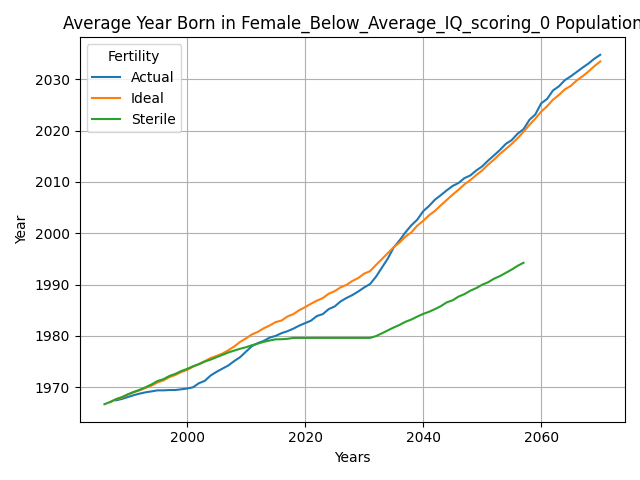 Average Year Born in Female_Below_Average_IQ_scoring_0 Population
Fertility
Actual
Ideal
Sterile
2030
2020
2010
2000
1990
1980
1970
Year
2000
2020
2040
2060
Years